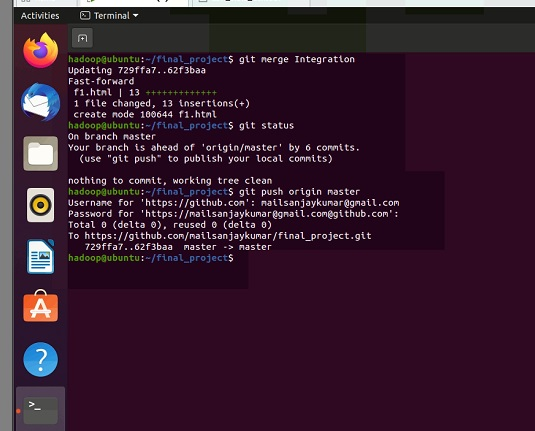 Activities
Terminal
hadoop@ubuntu:~/final_project$ git merge Integration
Updating 729ffa7..62f3baa
Fast-forward
 f1.html | 13 +++++++++++++
 1 file changed, 13 insertions(+)
 create mode 100644 f1.html
hadoop@ubuntu:~/final_project$ git status
On branch master
Your branch is ahead of 'origin/master' by 6 commits.
  (use "git push" to publish your local commits)
nothing to commit, working tree clean
hadoop@ubuntu:~/final_project$ git push origin master
Username for 'https://github.com': mailsanjaykumar@gmail.com
Password for 'https://mailsanjaykumar@gmail.com@github.com':
Total 0 (delta 0), reused 0 (delta 0)
To https://github.com/mailsanjaykumar/final_project.git
   729ffa7..62f3baa  master -> master
hadoop@ubuntu:~/final_project$